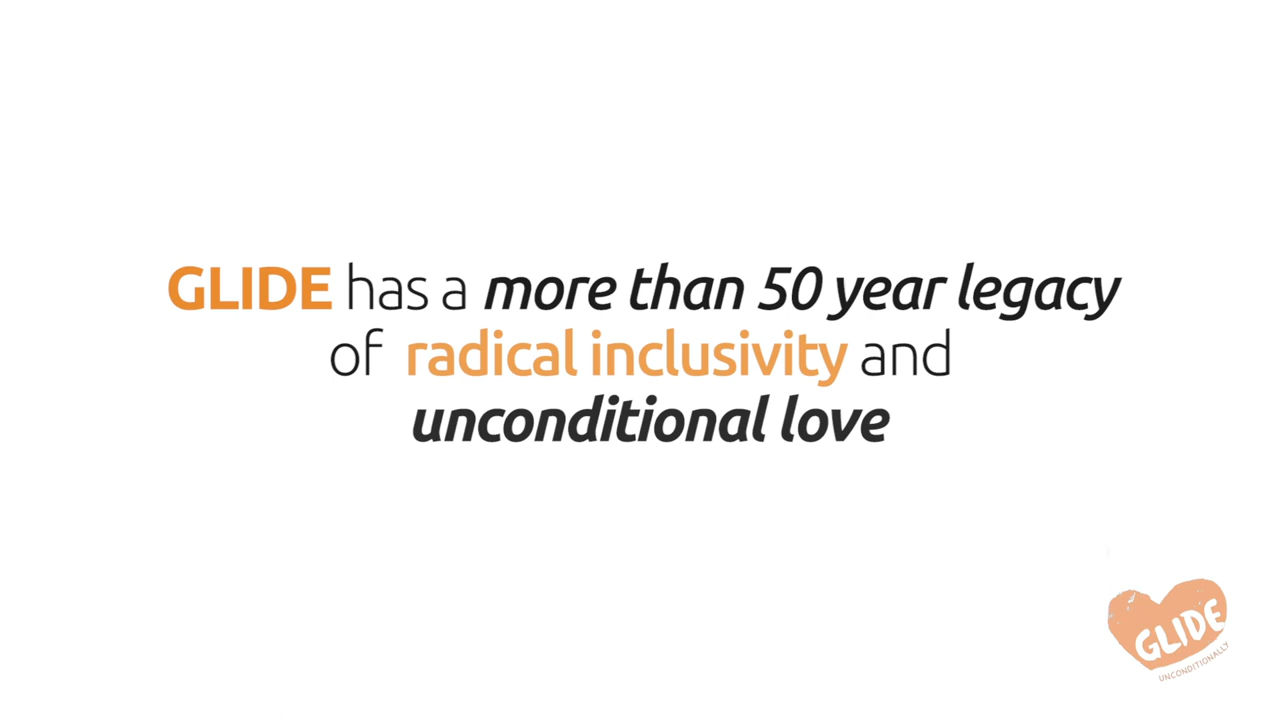 GLIDE has a more than 50 year legacy
of radical inclusivity and
unconditional love
GLIDE
UNCONDITIONALLY